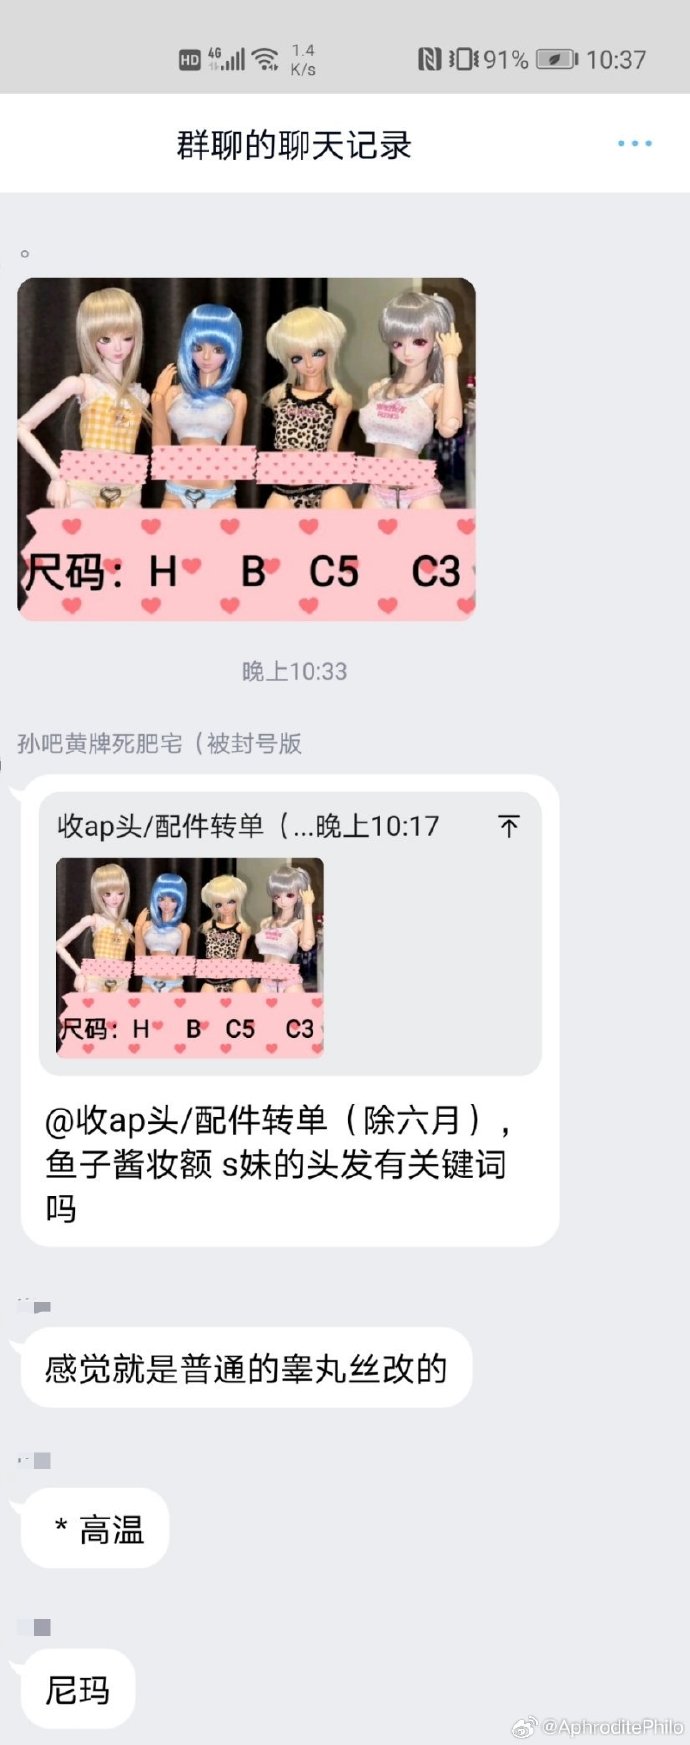 HD 4G 1.4 K/s 91% 10:37
群聊的聊天记录
。
尺码：H B C5 C3
晚上10:33
孙吧黄牌死肥宅（被封号版
收ap头/配件转单（...晚上10:17
尺码：H B C5 C3
@收ap头/配件转单（除六月），
鱼子酱妆额 s妹的头发有关键词
吗
感觉就是普通的睾丸丝改的
* 高温
尼玛
@AphroditePhilo